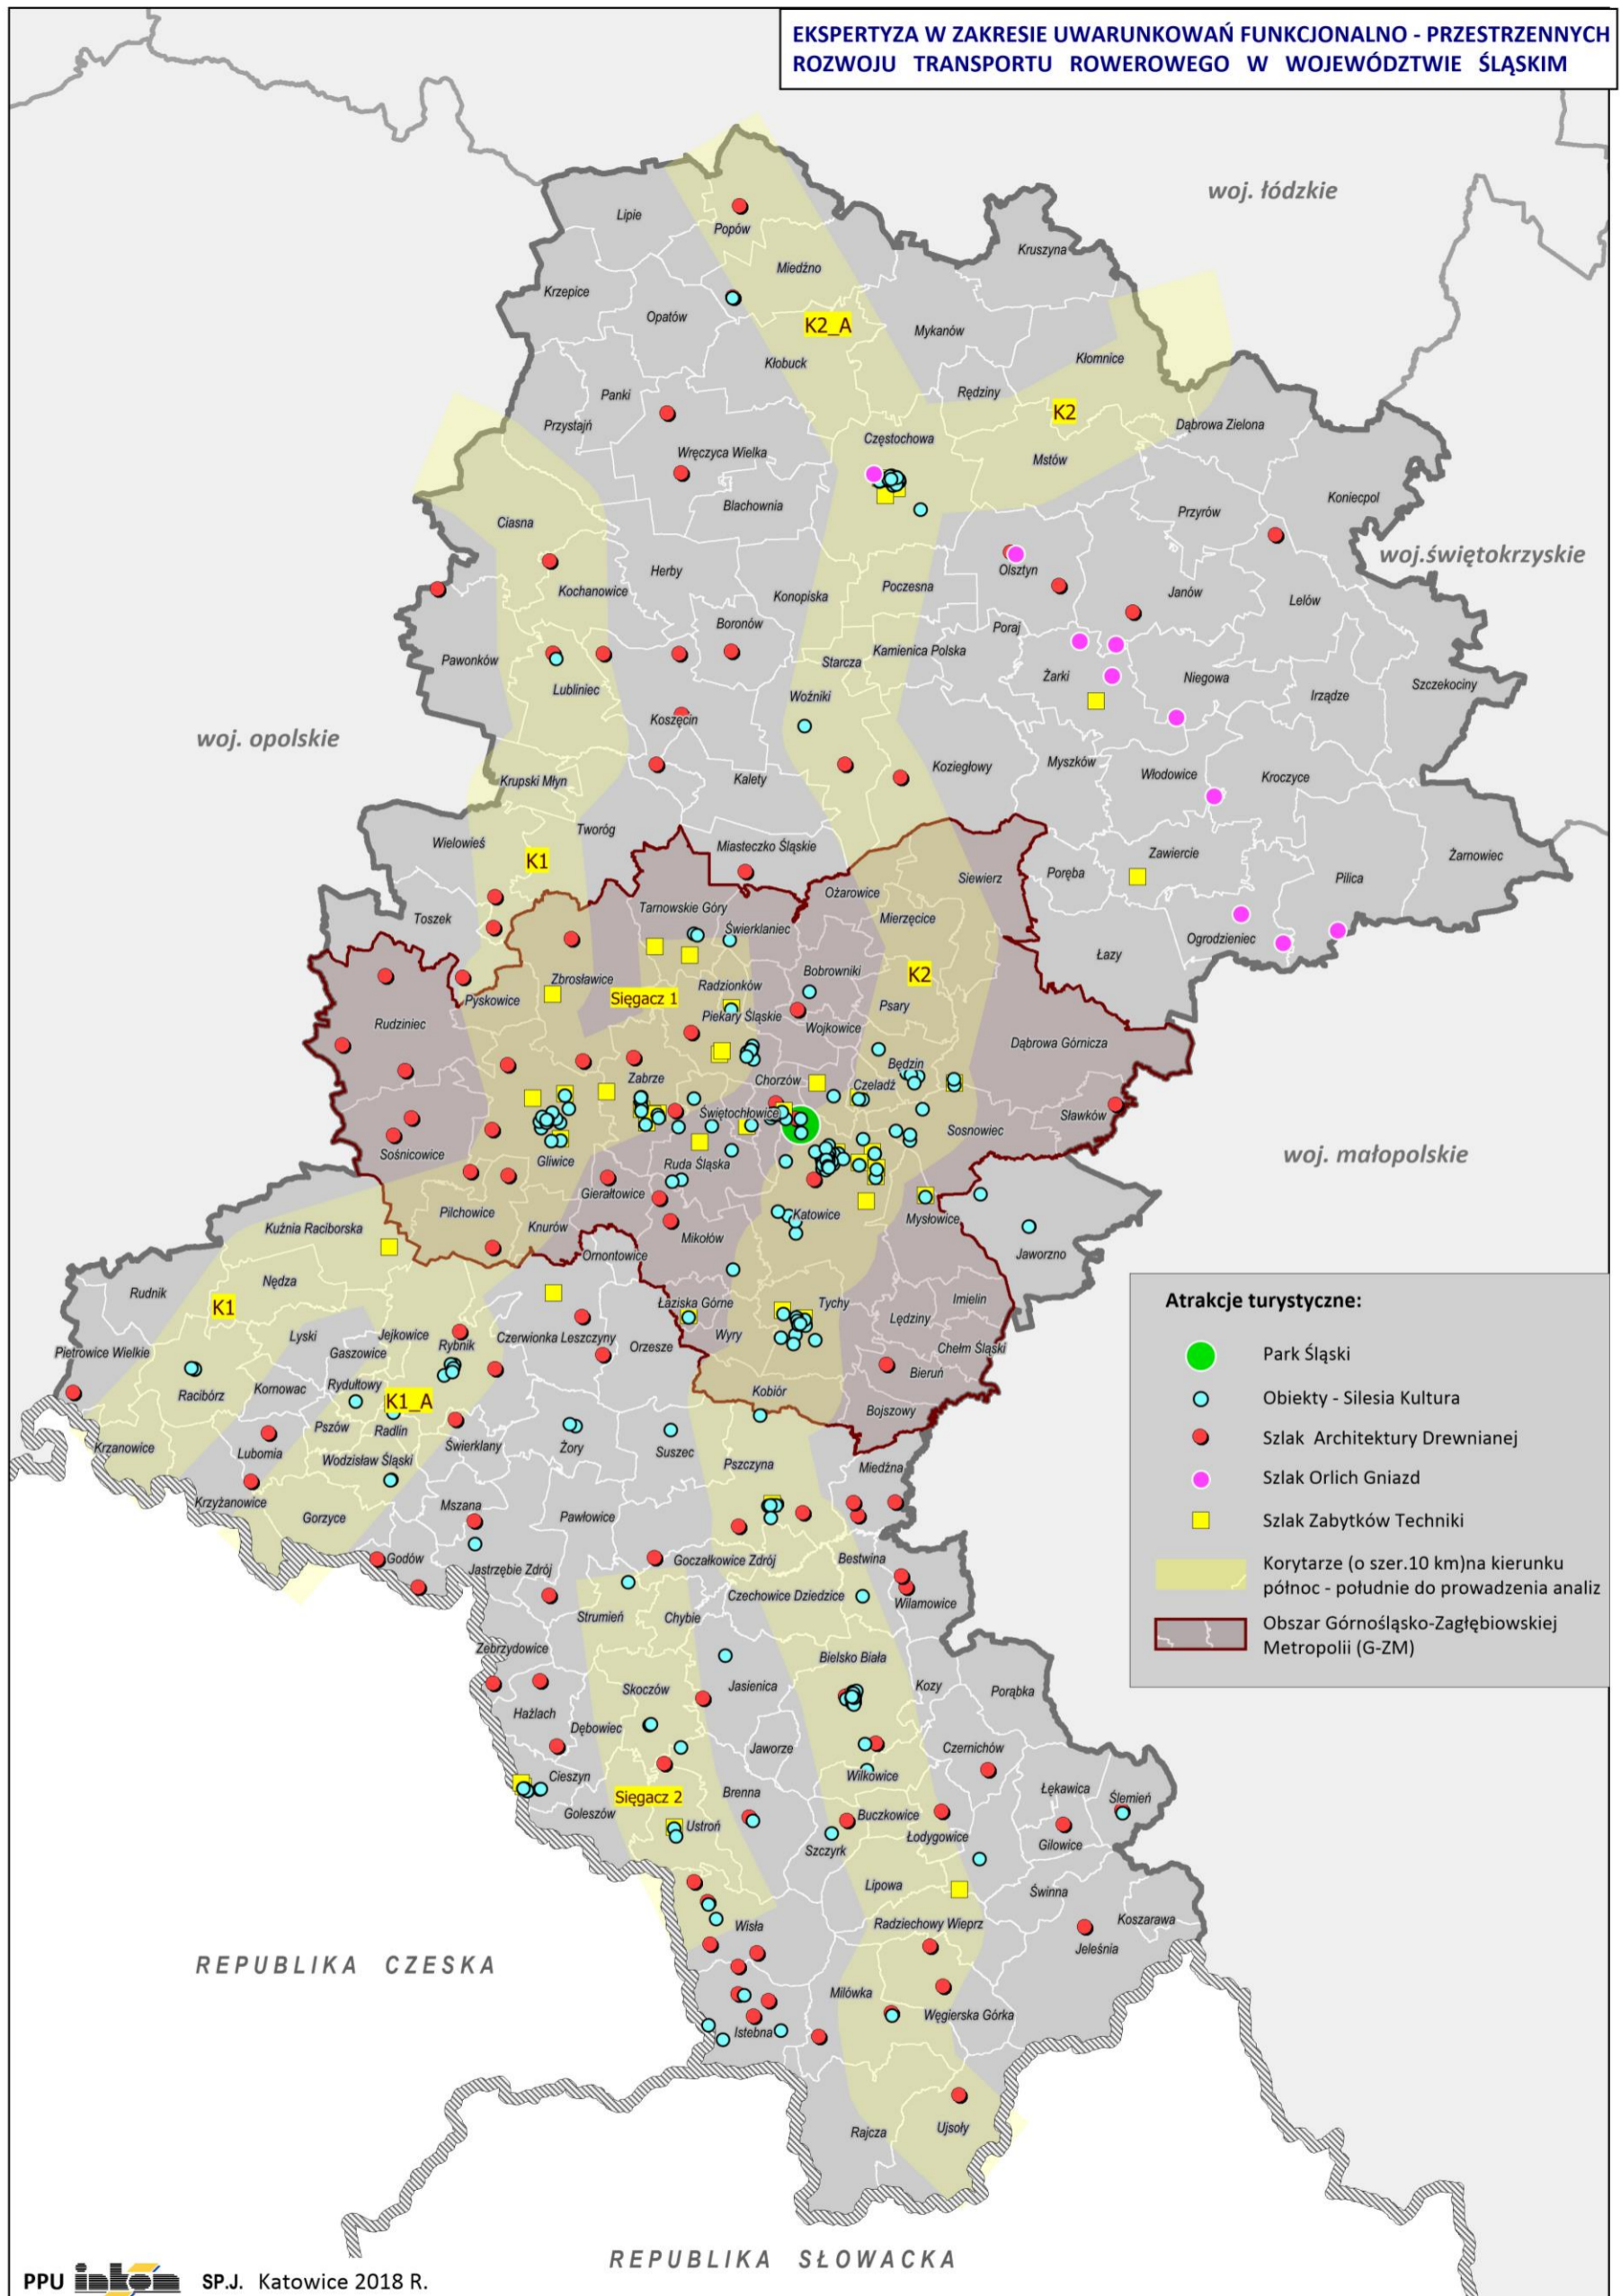 EKSPERTYZA W ZAKRESIE UWARUNKOWAŃ FUNKCJONALNO - PRZESTRZENNYCH
ROZWOJU TRANSPORTU ROWEROWEGO W WOJEWÓDZTWIE ŚLĄSKIM
woj. łódzkie
Lipie
Popów
Kruszyna
Miedźno
Krzepice
Opatów
K2_A
Mykanów
Kłobuck
Kłomnice
Rędziny
Panki
K2
Przystajń
Dąbrowa Zielona
Częstochowa
Wręczyca Wielka
Mstów
Koniecpol
Blachownia
Przyrów
Ciasna
woj.świętokrzyskie
Olsztyn
Herby
Kochanowice
Konopiska
Poczesna
Janów
Lelów
Boronów
Poraj
Kamienica Polska
Pawonków
Starcza
Żarki
Niegowa
Szczekociny
Lubliniec
Woźniki
Irządze
Koszęcin
woj. opolskie
Krupski Młyn
Kalety
Koziegłowy
Myszków
Włodowice
Kroczyce
Tworóg
Wielowieś
Miasteczko Śląskie
K1
Zawiercie
Żarnowiec
Poręba
Siewierz
Pilica
Ożarowice
Tarnowskie Góry
Toszek
Mierzęcice
Świerklaniec
Ogrodzieniec
Łazy
Bobrowniki
K2
Zbrosławice
Radzionków
Sięgacz 1
Pyskowice
Psary
Piekary Śląskie
Rudziniec
Wojkowice
Dąbrowa Górnicza
Będzin
Zabrze
Chorzów
Czeladź
Świętochłowice
Sławków
Sosnowiec
Sośnicowice
Gliwice
Ruda Śląska
woj. małopolskie
Gierałtowice
Pilchowice
Katowice
Mysłowice
Kuźnia Raciborska
Knurów
Mikołów
Ornontowice
Jaworzno
Nędza
Rudnik
K1
Łaziska Górne
Tychy
Imielin
Lędziny
Lyski
Jejkowice
Rybnik
Czerwionka Leszczyny
Orzesze
Wyry
Chełm Śląski
Pietrowice Wielkie
Gaszowice
Bieruń
Racibórz
Kornowac
Rydułtowy
Kobiór
K1_A
Bojszowy
Pszów
Radlin
Krzanowice
Lubomia
Świerklany
Żory
Suszec
Wodzisław Śląski
Pszczyna
Miedźna
Krzyżanowice
Mszana
Gorzyce
Pawłowice
Godów
Goczałkowice Zdrój
Bestwina
Jastrzębie Zdrój
Czechowice Dziedzice
Wilamowice
Strumień
Chybie
Zebrzydowice
Bielsko Biała
Skoczów
Jasienica
Kozy
Porąbka
Hażlach
Dębowiec
Jaworze
Czernichów
Cieszyn
Wilkowice
Łękawica
Ślemień
Sięgacz 2
Brenna
Goleszów
Buczkowice
Ustroń
Łodygowice
Gilowice
Szczyrk
Lipowa
Świnna
Wisła
Radziechowy Wieprz
Koszarawa
Jeleśnia
REPUBLIKA CZESKA
Milówka
Węgierska Górka
Istebna
Rajcza
Ujsoły
REPUBLIKA SŁOWACKA
Atrakcje turystyczne:
Park Śląski
Obiekty - Silesia Kultura
Szlak Architektury Drewnianej
Szlak Orlich Gniazd
Szlak Zabytków Techniki
Korytarze (o szer.10 km)na kierunku
północ - południe do prowadzenia analiz
Obszar Górnośląsko-Zagłębiowskiej
Metropolii (G-ZM)
PPU inkom SP.J. Katowice 2018 R.